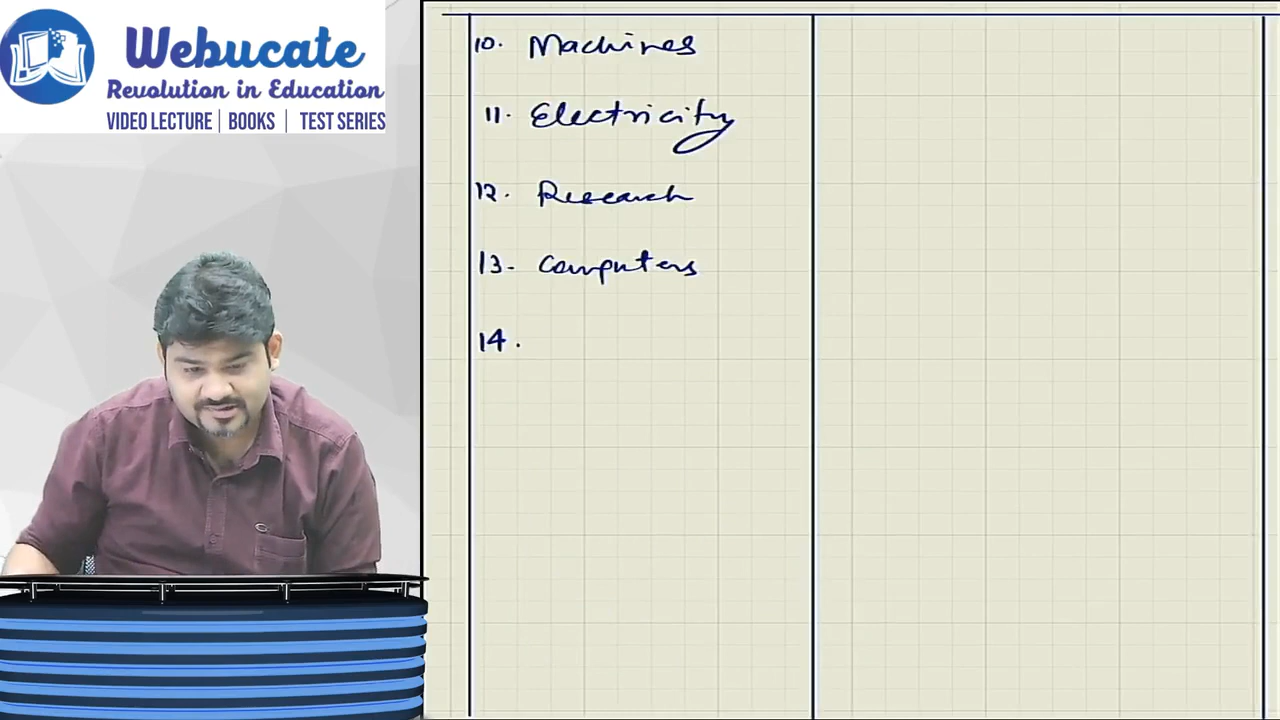 Webucate
Revolution in Education
VIDEO LECTURE | BOOKS | TEST SERIES
10. Machines
11. Electricity
12. Research
13. Computers
14.